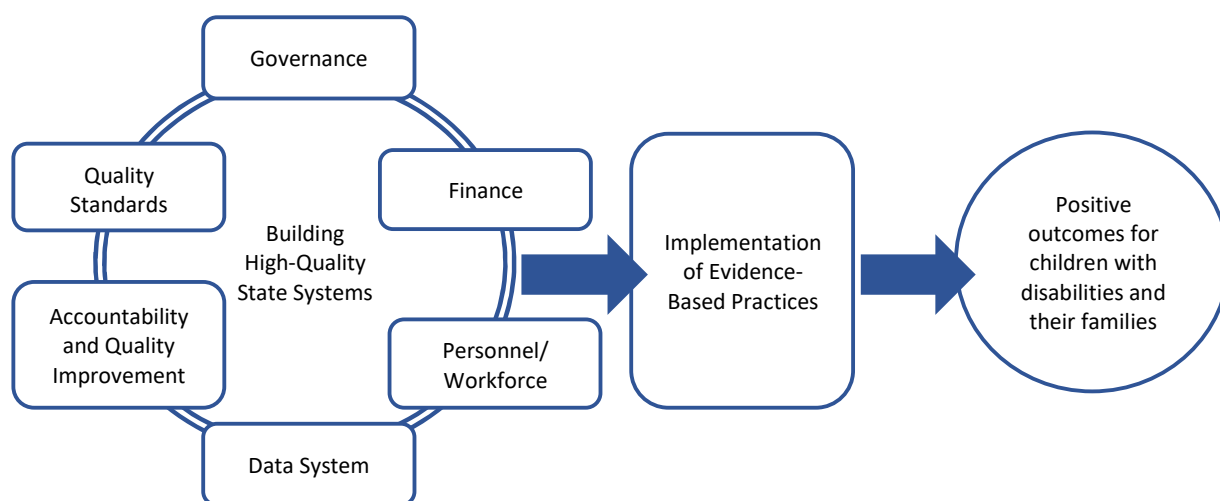 Governance
Quality
Standards
Finance
Building
High-Quality
State Systems
Accountability
and Quality
Improvement
Personnel/
Workforce
Data System
Implementation
of Evidence-
Based Practices
Positive
outcomes for
children with
disabilities and
their families